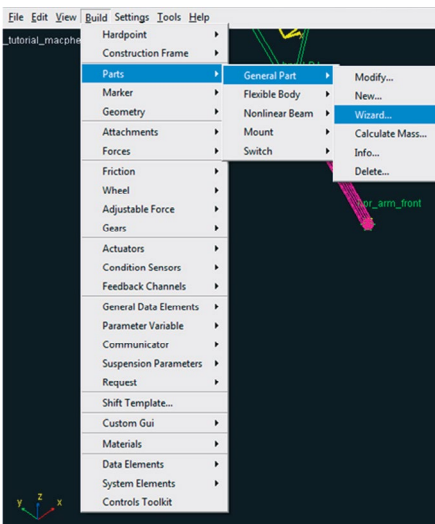 File Edit View Build Settings Tools Help
_tutorial_macphe
Hardpoint
Construction Frame
Parts
Marker
Geometry
Attachments
Forces
Friction
Wheel
Adjustable Force
Gears
Actuators
Condition Sensors
Feedback Channels
General Data Elements
Parameter Variable
Communicator
Suspension Parameters
Request
Shift Template...
Custom Gui
Materials
Data Elements
System Elements
Controls Toolkit
General Part
Flexible Body
Nonlinear Beam
Mount
Switch
Modify...
New...
Wizard...
Calculate Mass...
Info...
Delete...
por_arm_front
y z x